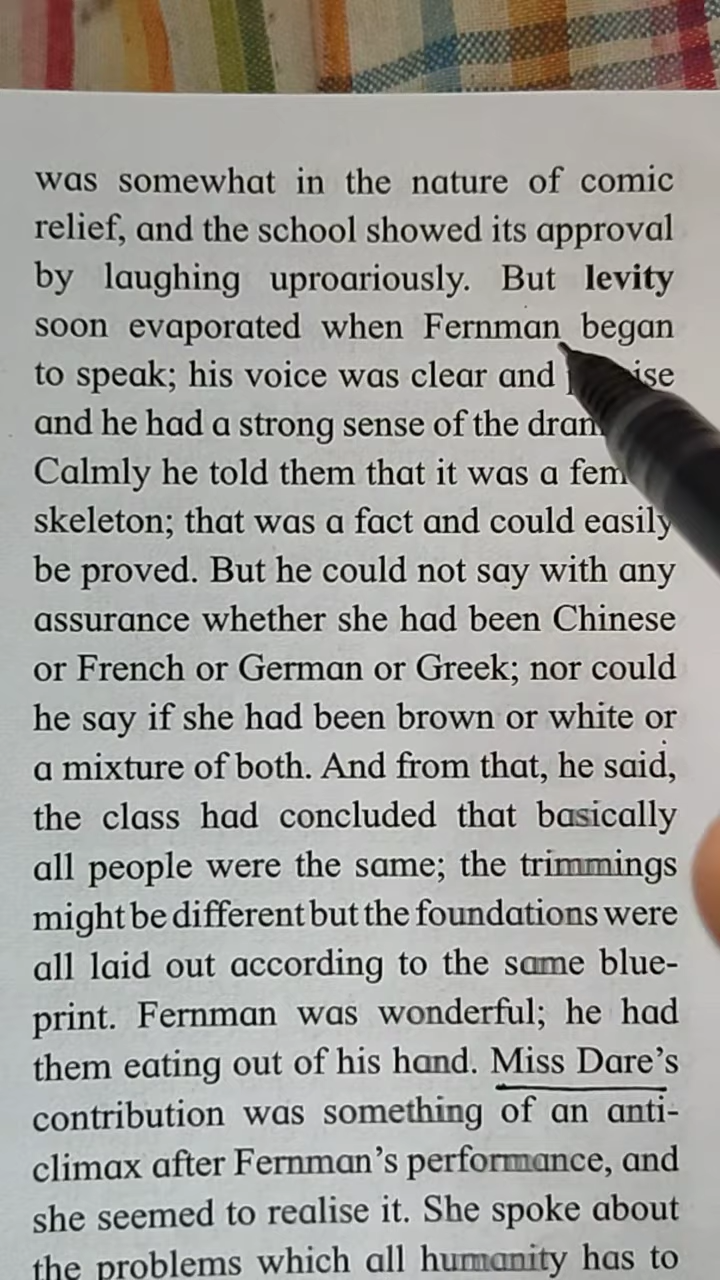 was somewhat in the nature of comic
relief, and the school showed its approval
by laughing uproariously. But levity
soon evaporated when Fernman began
to speak; his voice was clear and
and he had a strong sense of the
Calmly he told them that it was a
skeleton; that was a fact and could easily
be proved. But he could not say with any
assurance whether she had been Chinese
or French or German or Greek; nor could
he say if she had been brown or white or
a mixture of both. And from that, he said,
the class had concluded that basically
all people were the same; the trimmings
might be different but the foundations were
all laid out according to the same blue-
print. Fernman was wonderful; he had
them eating out of his hand. Miss Dare's
contribution was something of an anti-
climax after Fernman's performance, and
she seemed to realise it. She spoke about
the problems which all humanity has to